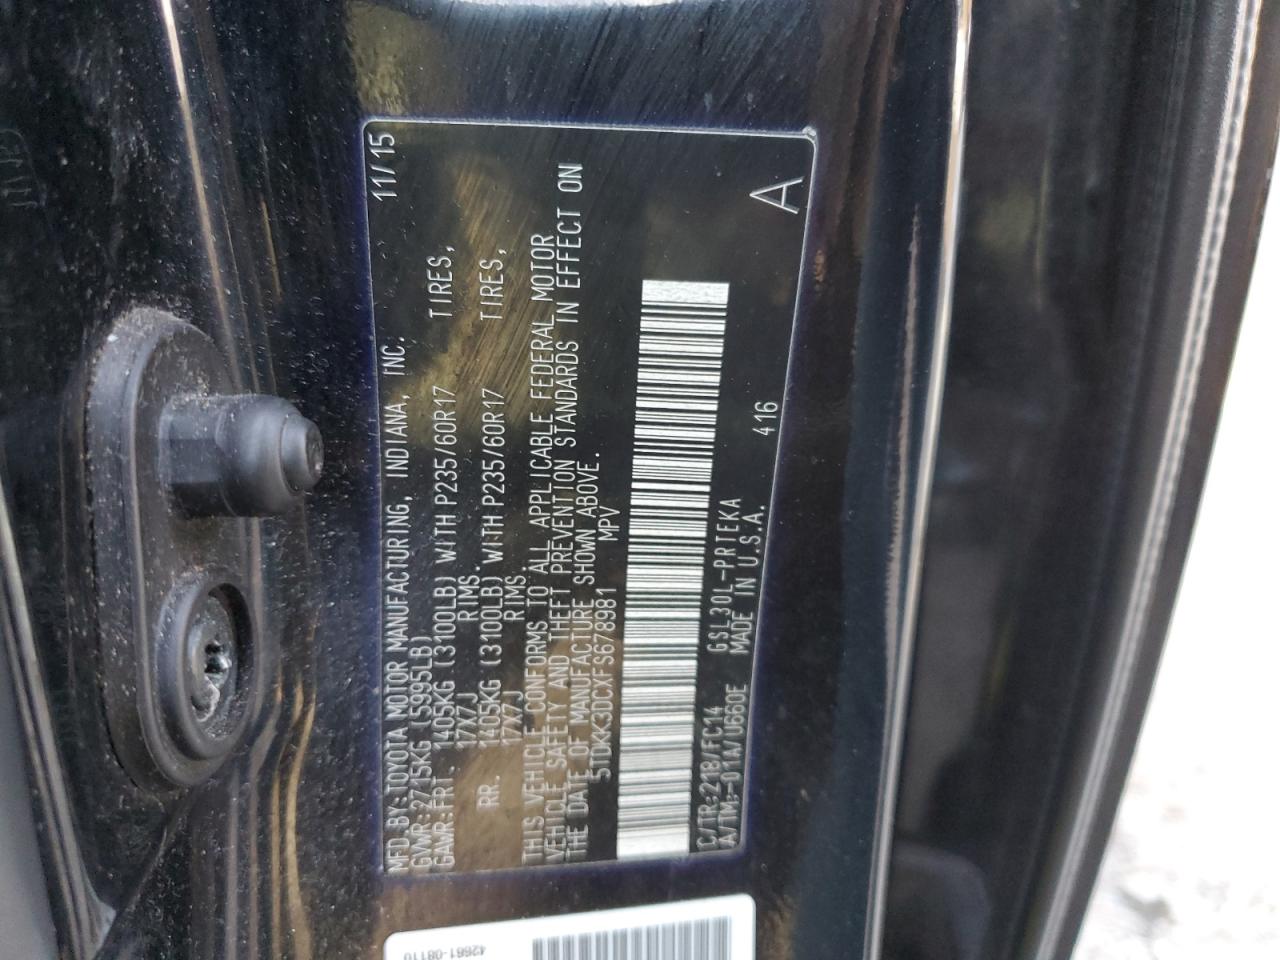 MFD.BY:TOYOTA MOTOR MANUFACTURING, INDIANA, INC. 11/15
GVWR:2715KG (5995LB)
GAWR:FRT. 1405KG (3100LB) WITH P235/60R17 TIRES,
17X7J RIMS.
RR. 1405KG (3100LB) WITH P235/60R17 TIRES,
17X7J RIMS.
THIS VEHICLE CONFORMS TO ALL APPLICABLE FEDERAL MOTOR
VEHICLE SAFETY AND THEFT PREVENTION STANDARDS IN EFFECT ON
THE DATE OF MANUFACTURE SHOWN ABOVE.
5TDKK3DCXFS678981 MPV
C/TR:218/FC14 GSL30L-PRTEKA
A/TM:-01A/U660E MADE IN U.S.A. 416 A
42661-08110